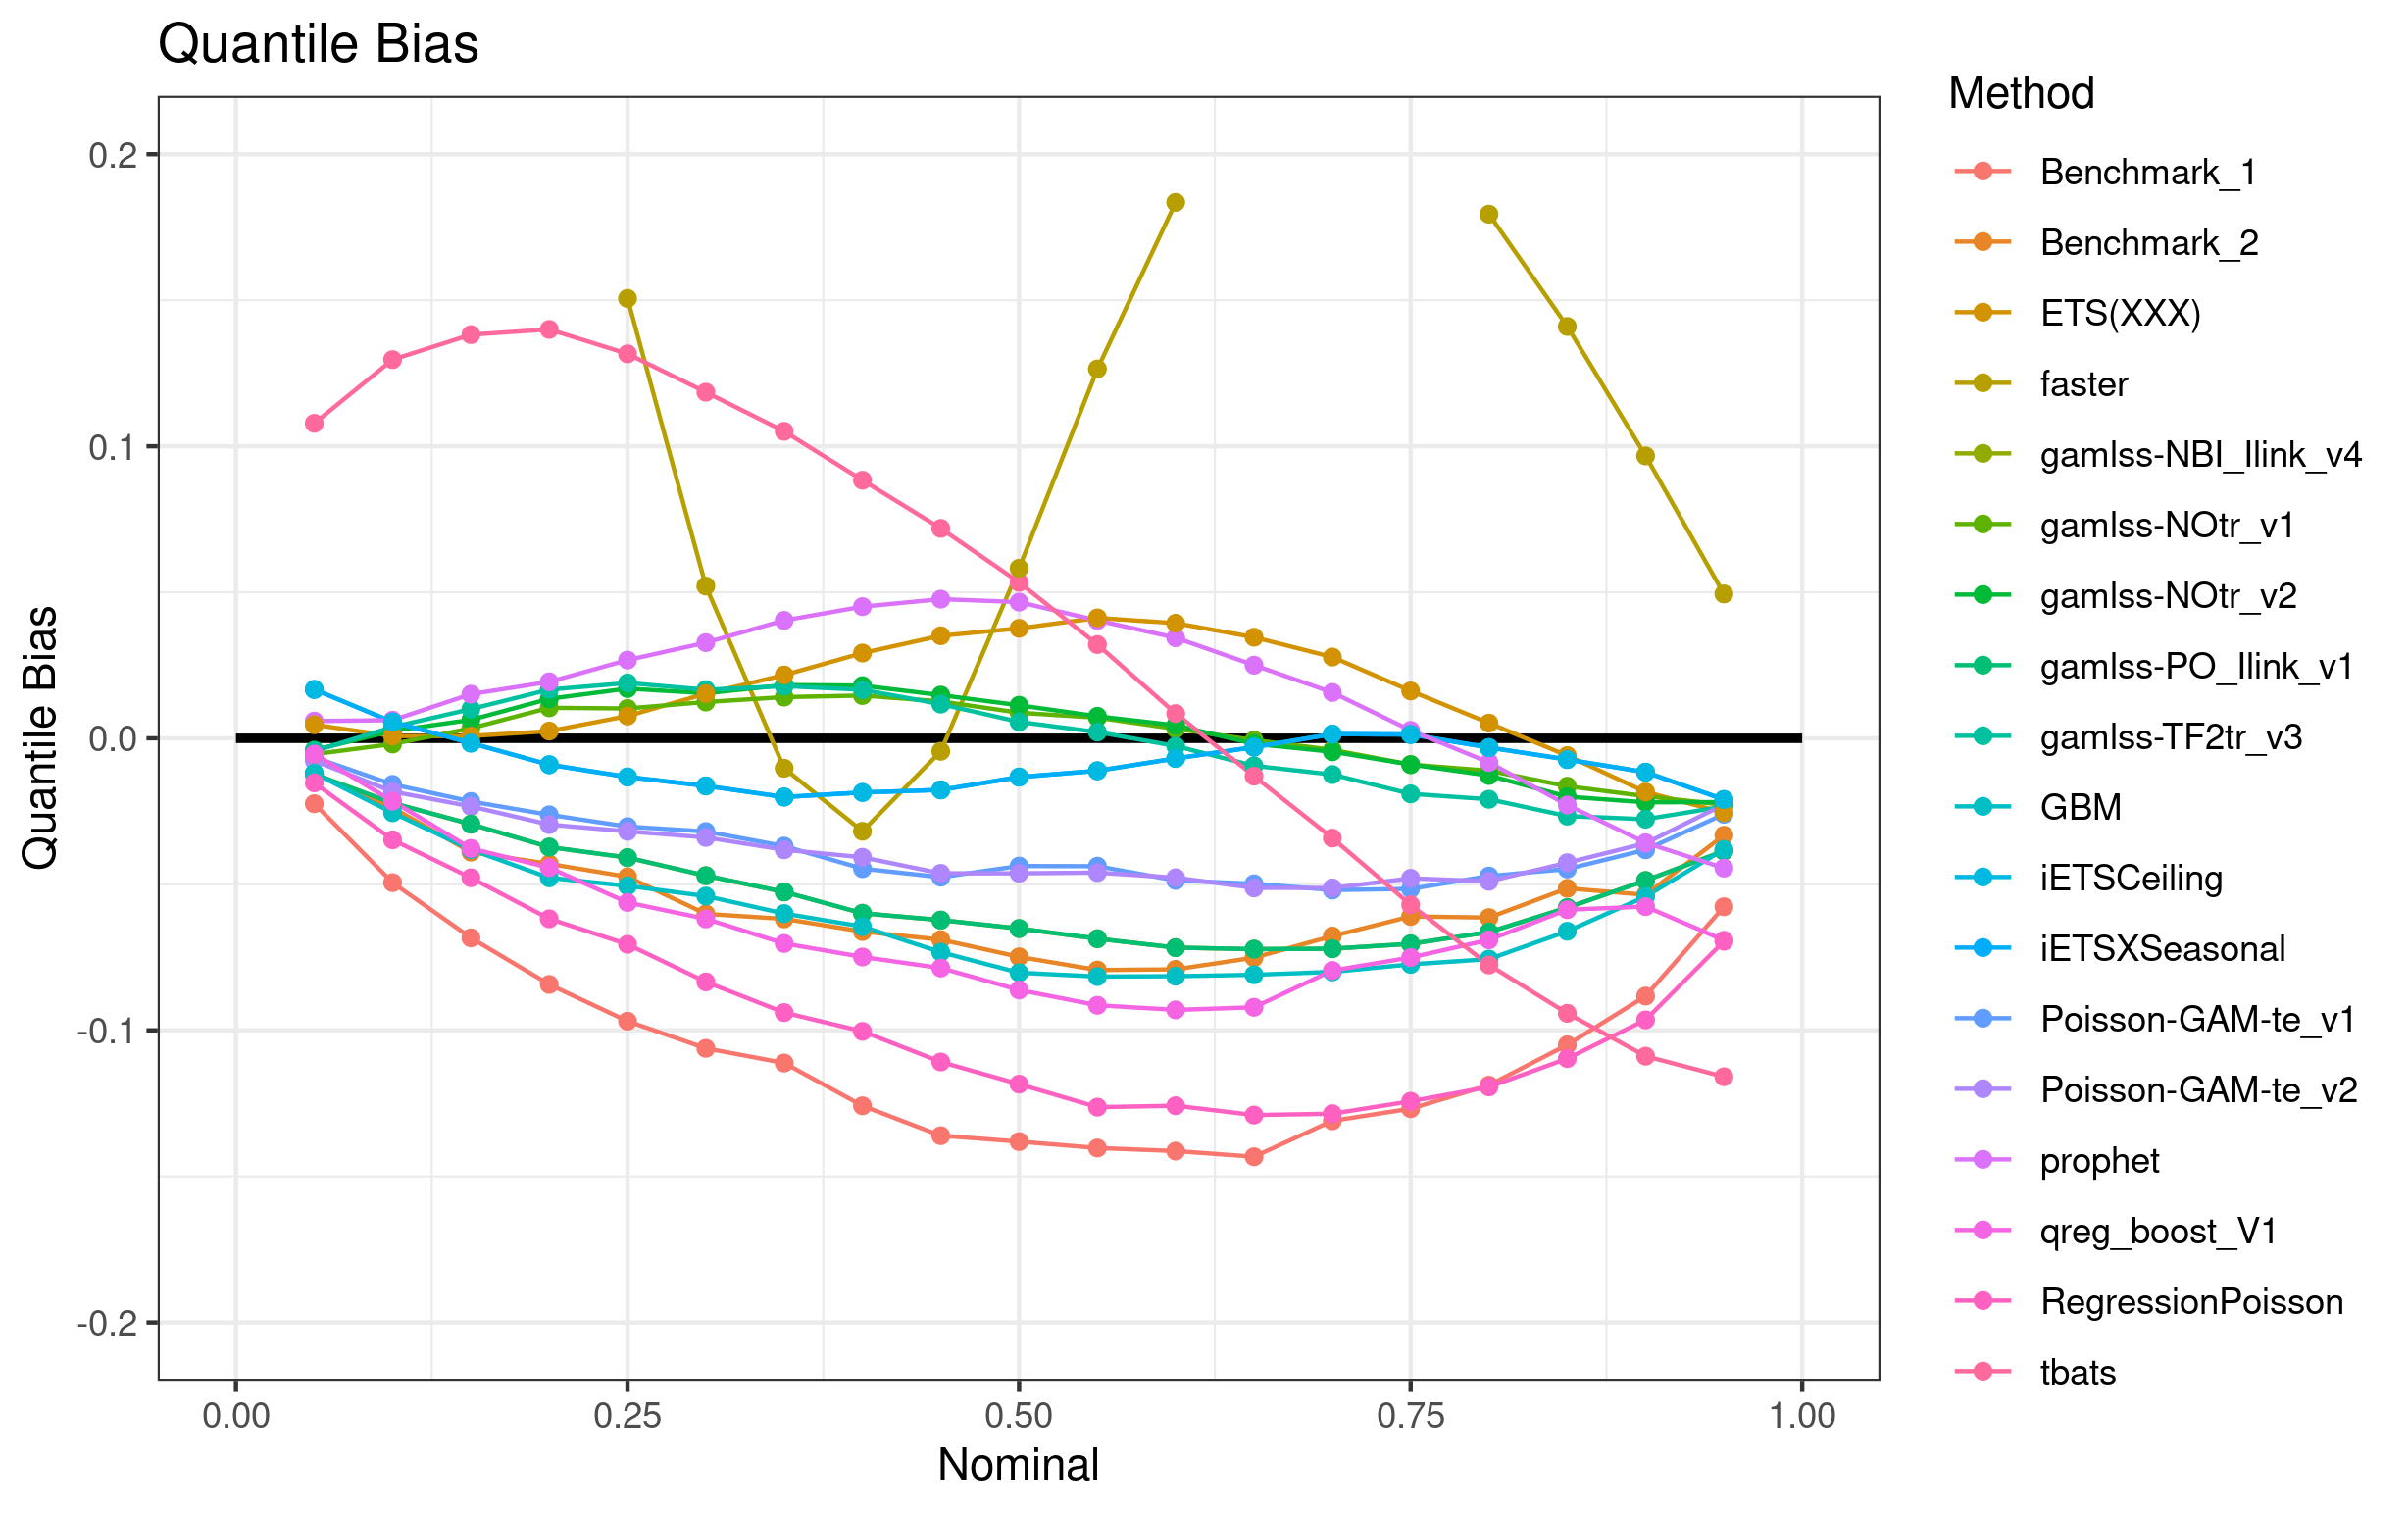 Quantile Bias
Quantile Bias
0.2
0.1
0.0
-0.1
-0.2
0.00 0.25 0.50 0.75 1.00
Nominal
Method
Benchmark_1
Benchmark_2
ETS(XXX)
faster
gamlss-NBI_llink_v4
gamlss-NOtr_v1
gamlss-NOtr_v2
gamlss-PO_llink_v1
gamlss-TF2tr_v3
GBM
iETSCeiling
iETSXSeasonal
Poisson-GAM-te_v1
Poisson-GAM-te_v2
prophet
qreg_boost_V1
RegressionPoisson
tbats